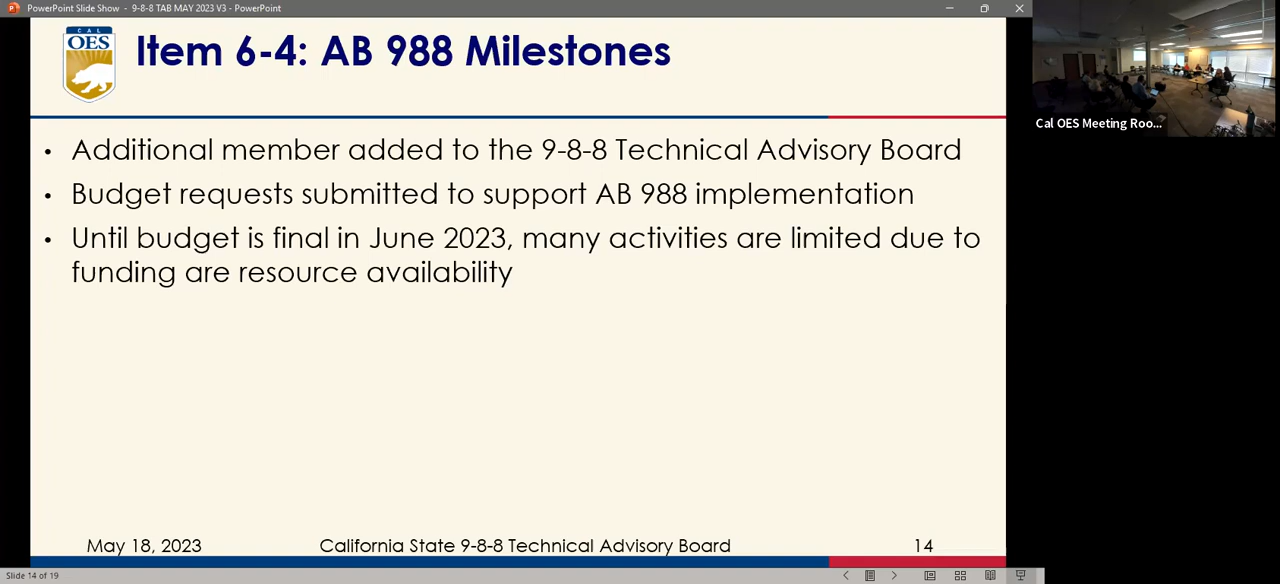 PowerPoint Slide Show - 9-8-8 TAB MAY 2023 V3 - PowerPoint
CAL
OES
Item 6-4: AB 988 Milestones
• Additional member added to the 9-8-8 Technical Advisory Board
• Budget requests submitted to support AB 988 implementation
• Until budget is final in June 2023, many activities are limited due to
funding are resource availability
Cal OES Meeting Roo...
May 18, 2023 California State 9-8-8 Technical Advisory Board 14
Slide 14 of 19